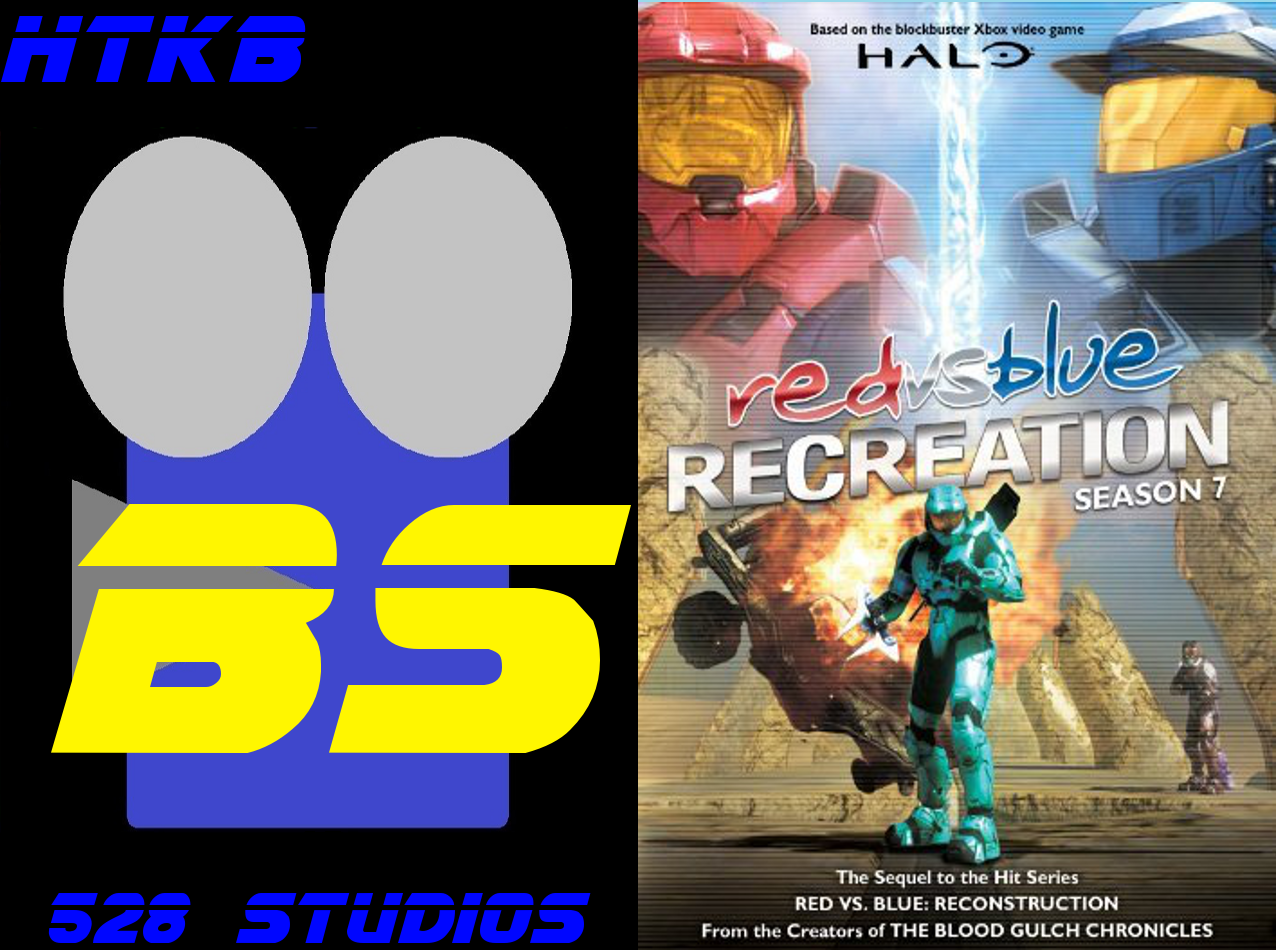 HTKB
BS
528 STUDIOS
Based on the blockbuster Xbox video game
HALO
red vs blue
RECREATION
SEASON 7
The Sequel to the Hit Series
RED VS. BLUE: RECONSTRUCTION
From the Creators of THE BLOOD GULCH CHRONICLES